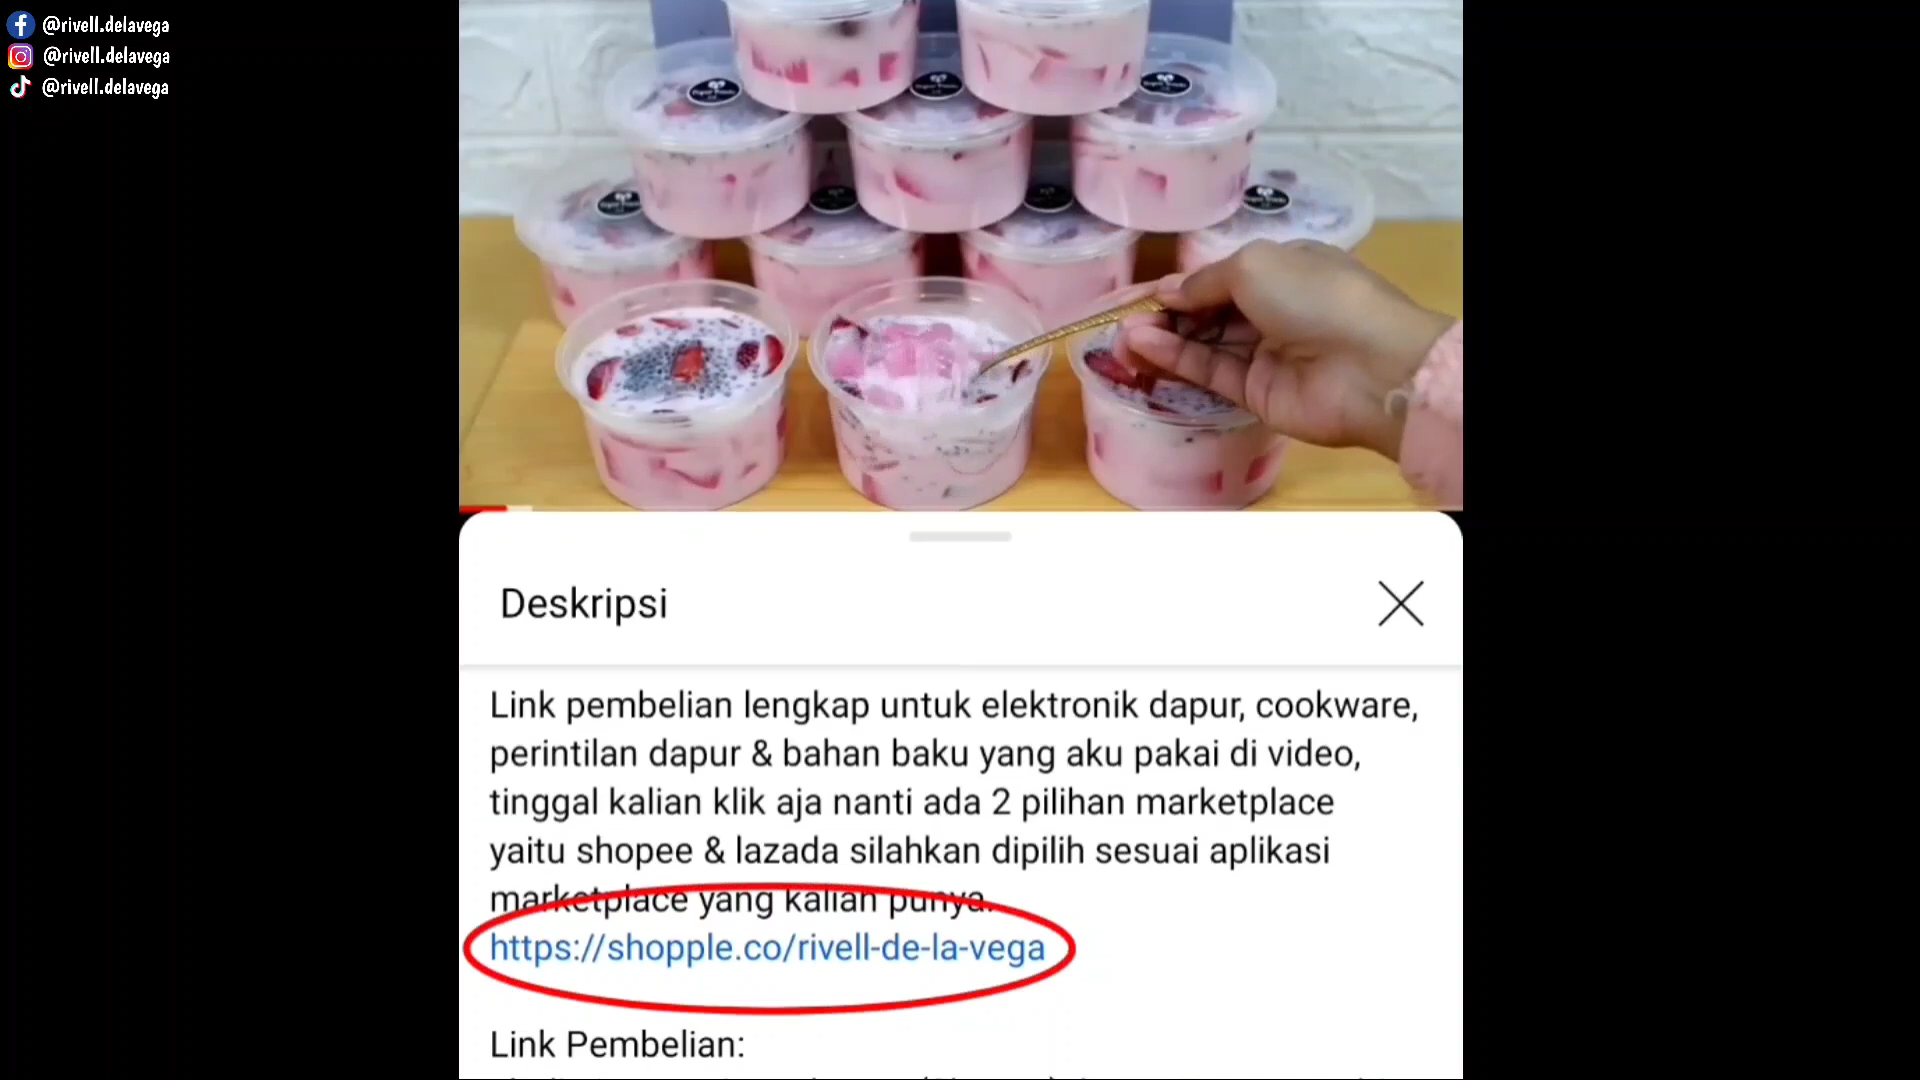 @rivell.delavega
@rivell.delavega
@rivell.delavega
Deskripsi
Link pembelian lengkap untuk elektronik dapur, cookware,
perintilan dapur & bahan baku yang aku pakai di video,
tinggal kalian klik aja nanti ada 2 pilihan marketplace
yaitu shopee & lazada silahkan dipilih sesuai aplikasi
marketplace yang kalian punya.
https://shopple.co/rivell-de-la-vega
Link Pembelian: